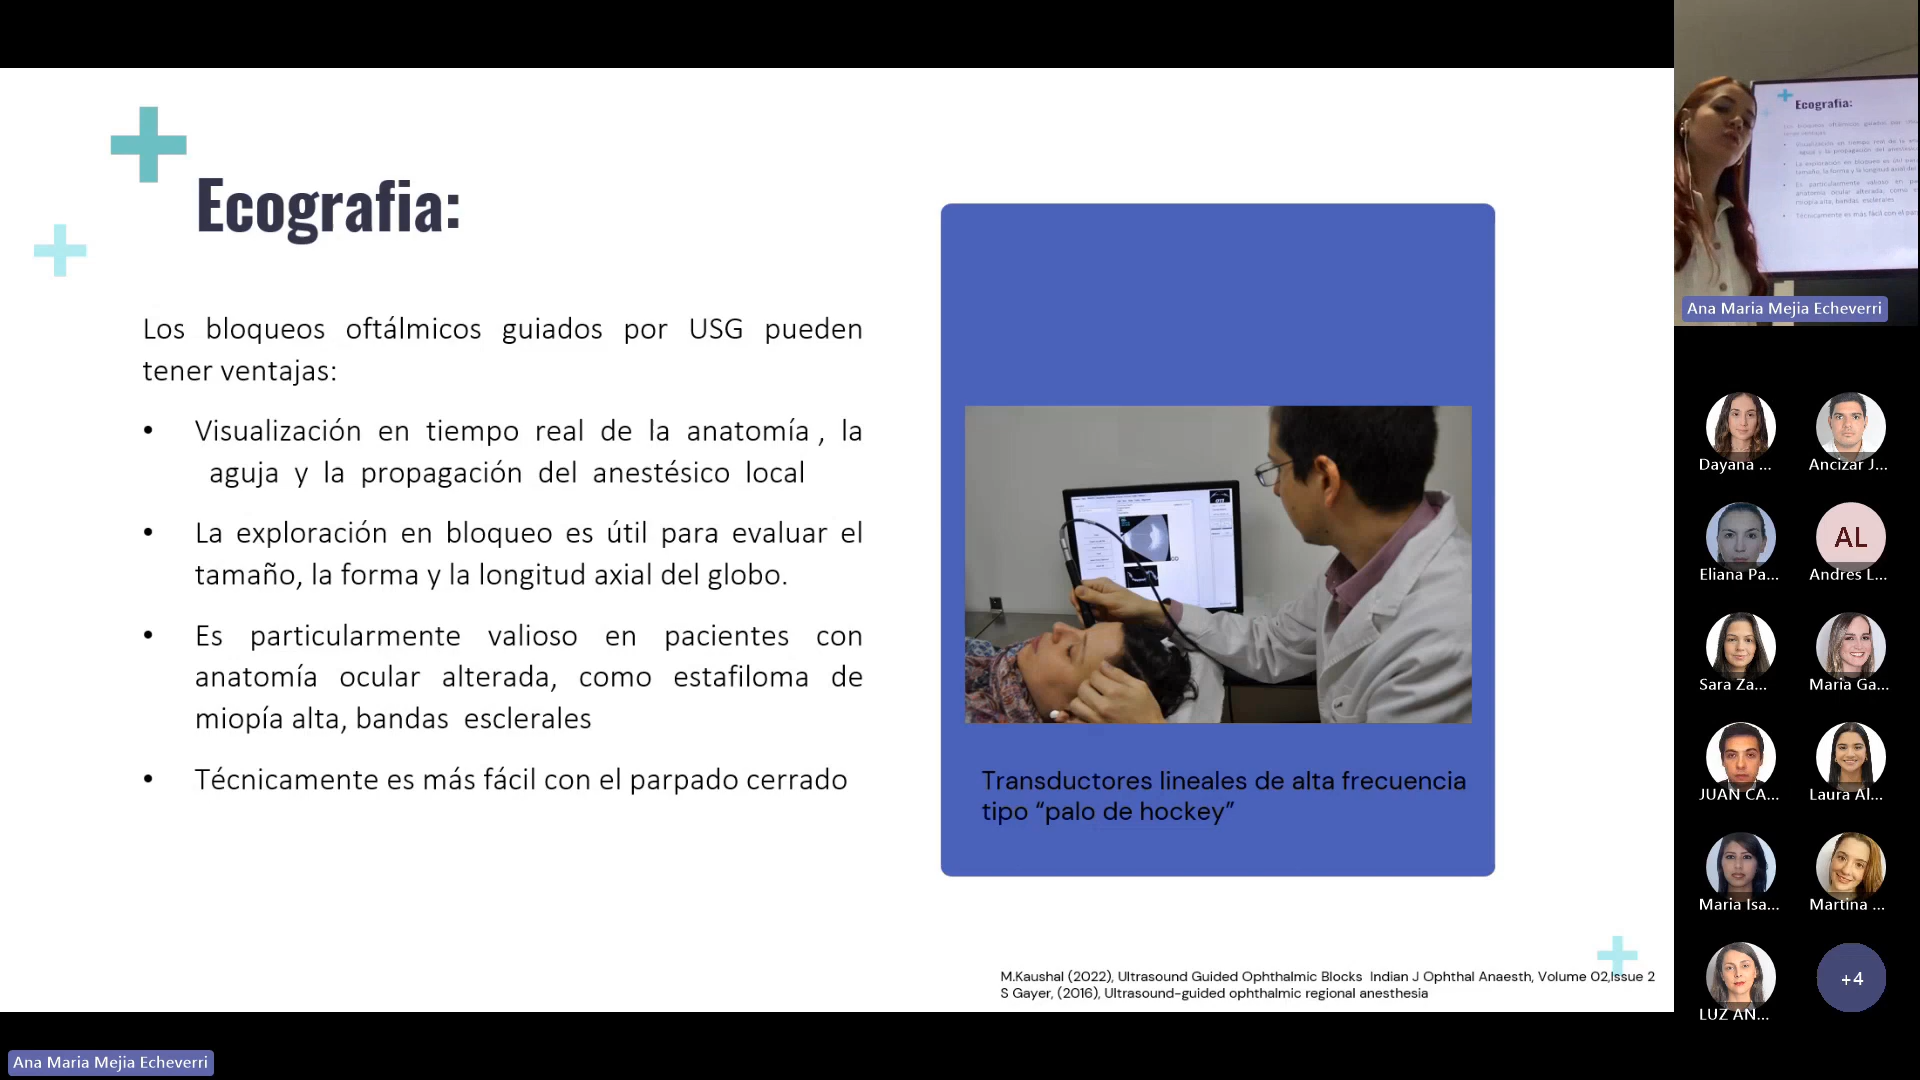 Ecografia:
Los bloqueos oftálmicos guiados por USG pueden
tener ventajas:
• Visualización en tiempo real de la anatomía , la
aguja y la propagación del anestésico local
• La exploración en bloqueo es útil para evaluar el
tamaño, la forma y la longitud axial del globo.
• Es particularmente valioso en pacientes con
anatomía ocular alterada, como estafiloma de
miopía alta, bandas esclerales
• Técnicamente es más fácil con el parpado cerrado
Transductores lineales de alta frecuencia
tipo “palo de hockey”
M.Kaushal (2022), Ultrasound Guided Ophthalmic Blocks Indian J Ophthal Anaesth, Volume 02,Issue 2
S Gayer, (2016), Ultrasound-guided ophthalmic regional anesthesia
Ana Maria Mejia Echeverri
Ecografia:
Ana Maria Mejia Echeverri
Dayana ...
Ancizar J...
Eliana Pa...
AL
Andres L...
Sara Za...
Maria Ga...
JUAN CA...
Laura Al...
Maria Isa...
Martina ...
LUZ AN...
+4